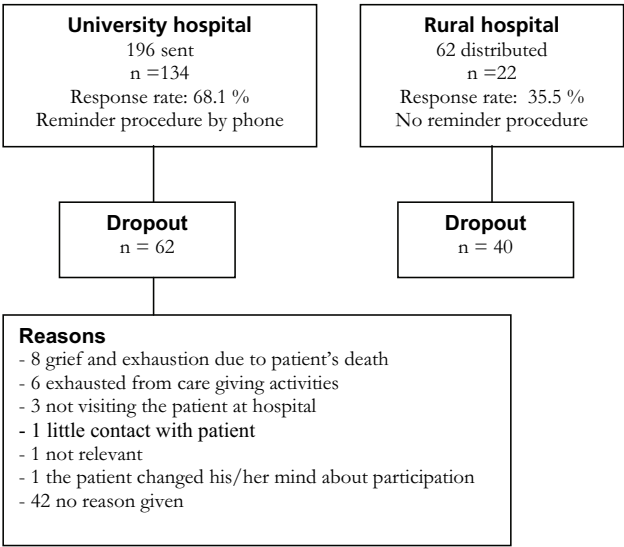 University hospital
196 sent
n =134
Response rate: 68.1 %
Reminder procedure by phone
Rural hospital
62 distributed
n =22
Response rate:  35.5 %
No reminder procedure
Dropout
n = 62
Dropout
n = 40
Reasons
- 8 grief and exhaustion due to patient's death
- 6 exhausted from care giving activities
- 3 not visiting the patient at hospital
- 1 little contact with patient
- 1 not relevant
- 1 the patient changed his/her mind about participation
- 42 no reason given